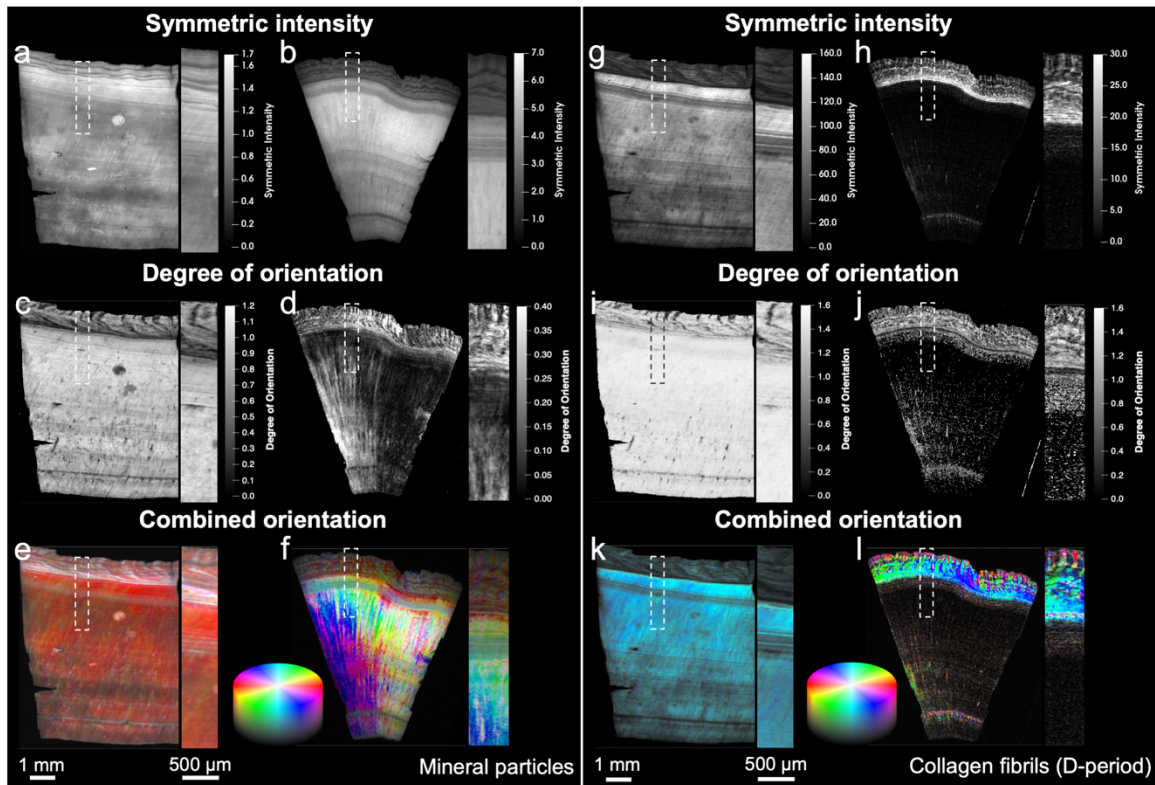 Symmetric intensity
a
1.7
1.6
1.4
1.2
1.0
0.8
0.6
0.4
0.2
0.0
Symmetric Intensity
b
7.0
6.0
5.0
4.0
3.0
2.0
1.0
0.0
Symmetric Intensity
Degree of orientation
c
1.2
1.1
1.0
0.9
0.8
0.7
0.6
0.5
0.4
0.3
0.2
0.1
0.0
Degree of Orientation
d
0.40
0.35
0.30
0.25
0.20
0.15
0.10
0.05
0.00
Degree of Orientation
Combined orientation
e
f
1 mm
500 µm
Mineral particles
Symmetric intensity
g
160.0
140.0
120.0
100.0
80.0
60.0
40.0
20.0
0.0
Symmetric Intensity
h
30.0
25.0
20.0
15.0
10.0
5.0
0.0
Symmetric Intensity
Degree of orientation
i
1.6
1.4
1.2
1.0
0.8
0.6
0.4
0.2
0.0
Degree of Orientation
j
1.6
1.4
1.2
1.0
0.8
0.6
0.4
0.2
0.0
Degree of Orientation
Combined orientation
k
l
1 mm
500 µm
Collagen fibrils (D-period)